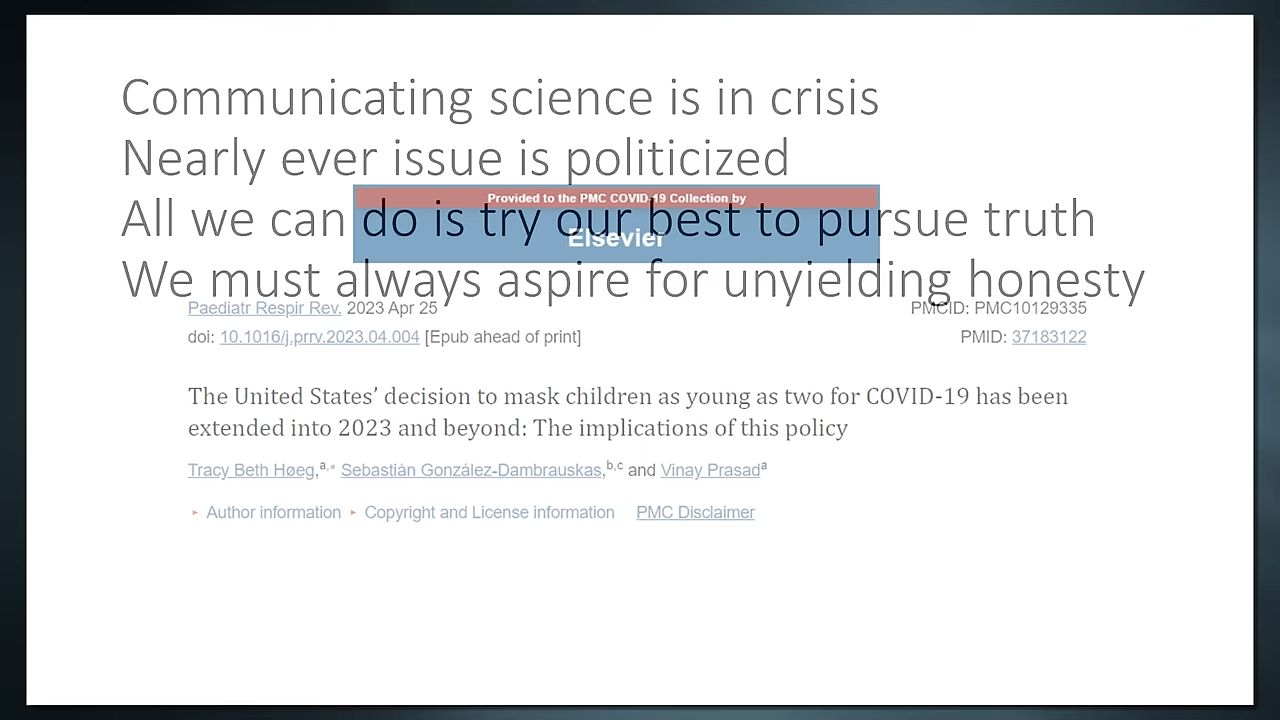 Communicating science is in crisis
Nearly ever issue is politicized
Provided to the PMC COVID-19 Collection by
All we can do is try our best to pursue truth
Elsevier
We must always aspire for unyielding honesty
Paediatr Respir Rev. 2023 Apr 25 PMCID: PMC10129335
doi: 10.1016/j.prrv.2023.04.004 [Epub ahead of print] PMID: 37183122
The United States’ decision to mask children as young as two for COVID-19 has been
extended into 2023 and beyond: The implications of this policy
Tracy Beth Høeg,a,* Sebastián González-Dambrauskas,b,c and Vinay Prasada
▸ Author information ▸ Copyright and License information PMC Disclaimer